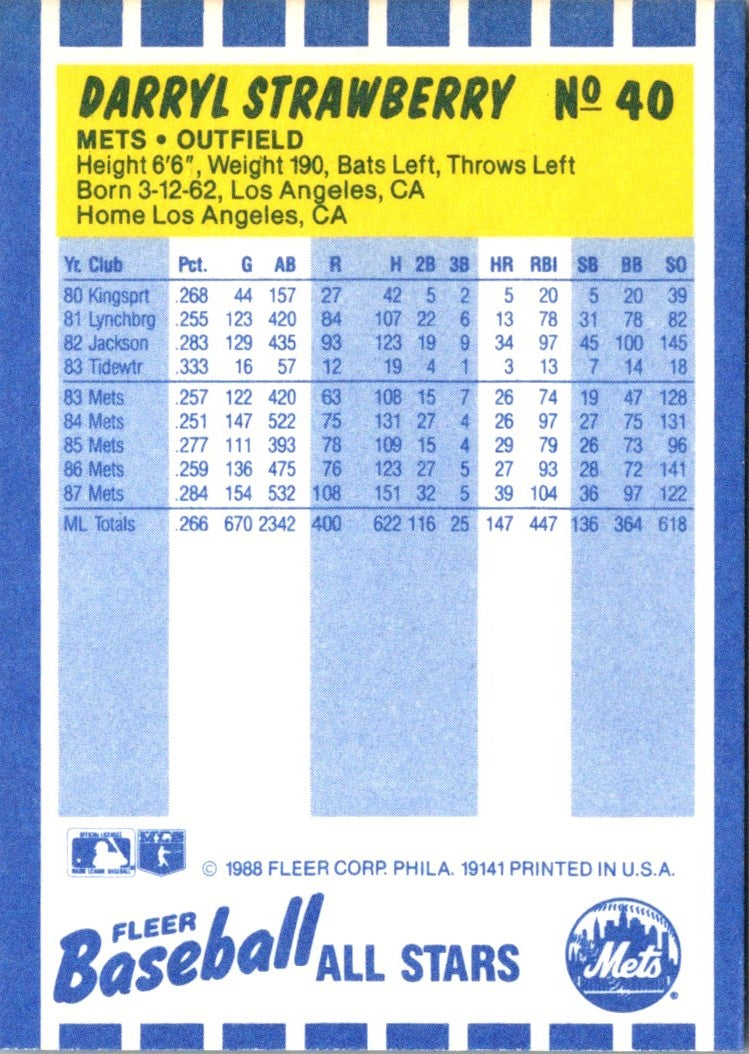 DARRYL STRAWBERRY Nº 40
METS • OUTFIELD
Height 6'6", Weight 190, Bats Left, Throws Left
Born 3-12-62, Los Angeles, CA
Home Los Angeles, CA
Yr. Club Pct. G AB R H 2B 3B HR RBI SB BB SO
80 Kingsprt .268 44 157 27 42 5 2 5 20 5 20 39
81 Lynchbrg .255 123 420 84 107 22 6 13 78 31 78 82
82 Jackson .283 129 435 93 123 19 9 34 97 45 100 145
83 Tidewtr .333 16 57 12 19 4 1 3 13 7 14 18
83 Mets .257 122 420 63 108 15 7 26 74 19 47 128
84 Mets .251 147 522 75 131 27 4 26 97 27 75 131
85 Mets .277 111 393 78 109 15 4 29 79 26 73 96
86 Mets .259 136 475 76 123 27 5 27 93 28 72 141
87 Mets .284 154 532 108 151 32 5 39 104 36 97 122
ML Totals .266 670 2342 400 622 116 25 147 447 136 364 618
© 1988 FLEER CORP. PHILA. 19141 PRINTED IN U.S.A.
FLEER
Baseball ALL STARS
Mets